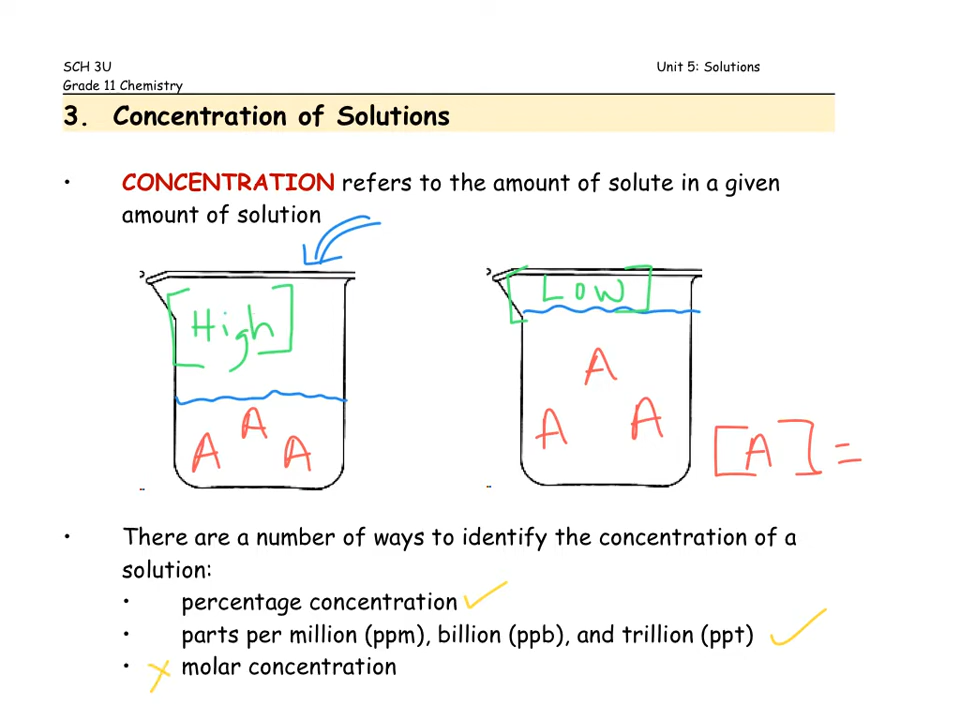 SCH 3U Unit 5: Solutions
Grade 11 Chemistry
3. Concentration of Solutions
• CONCENTRATION refers to the amount of solute in a given
amount of solution
[High]
[Low]
A A A
A A A
[A] =
• There are a number of ways to identify the concentration of a
solution:
• percentage concentration ✓
• parts per million (ppm), billion (ppb), and trillion (ppt) ✓
• x molar concentration